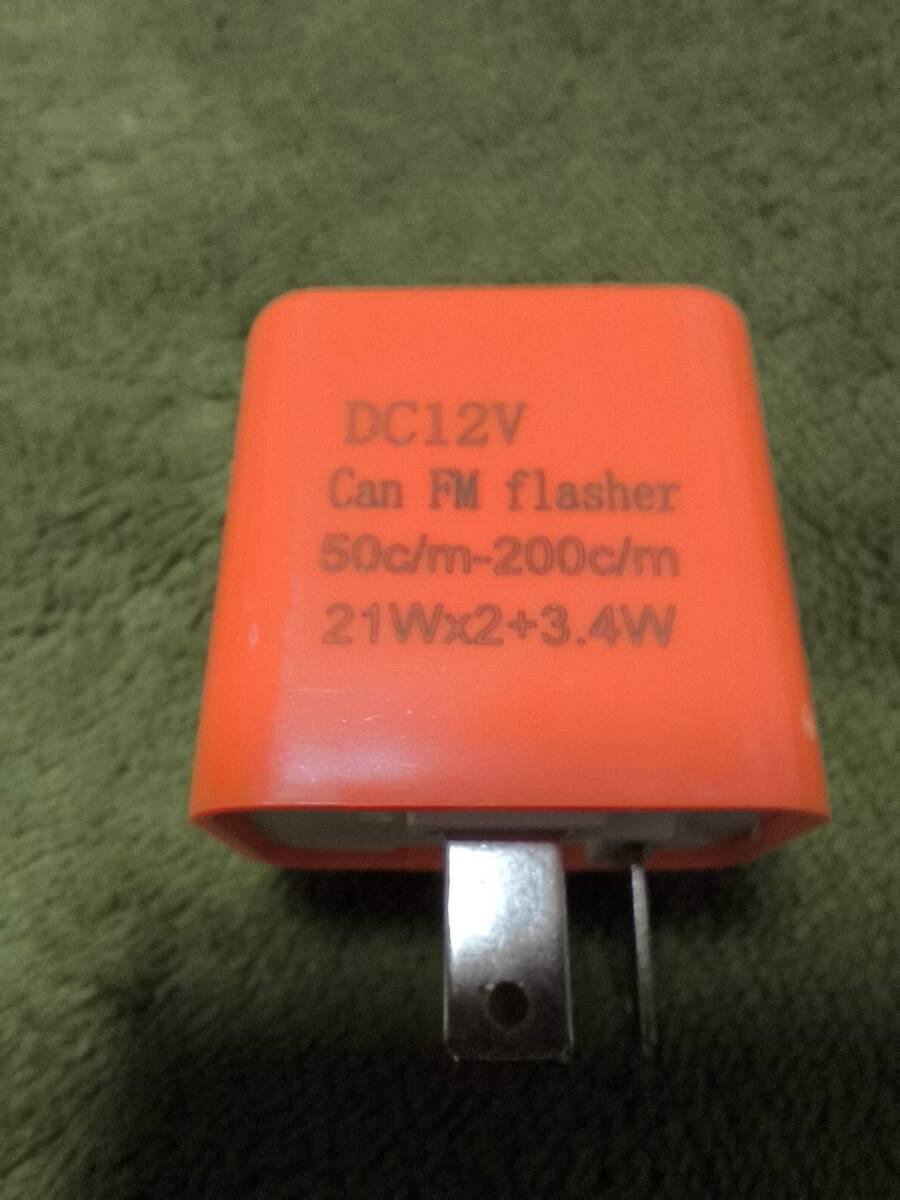 DC12V
Can FM flasher
50c/m-200c/m
21Wx2+3.4W